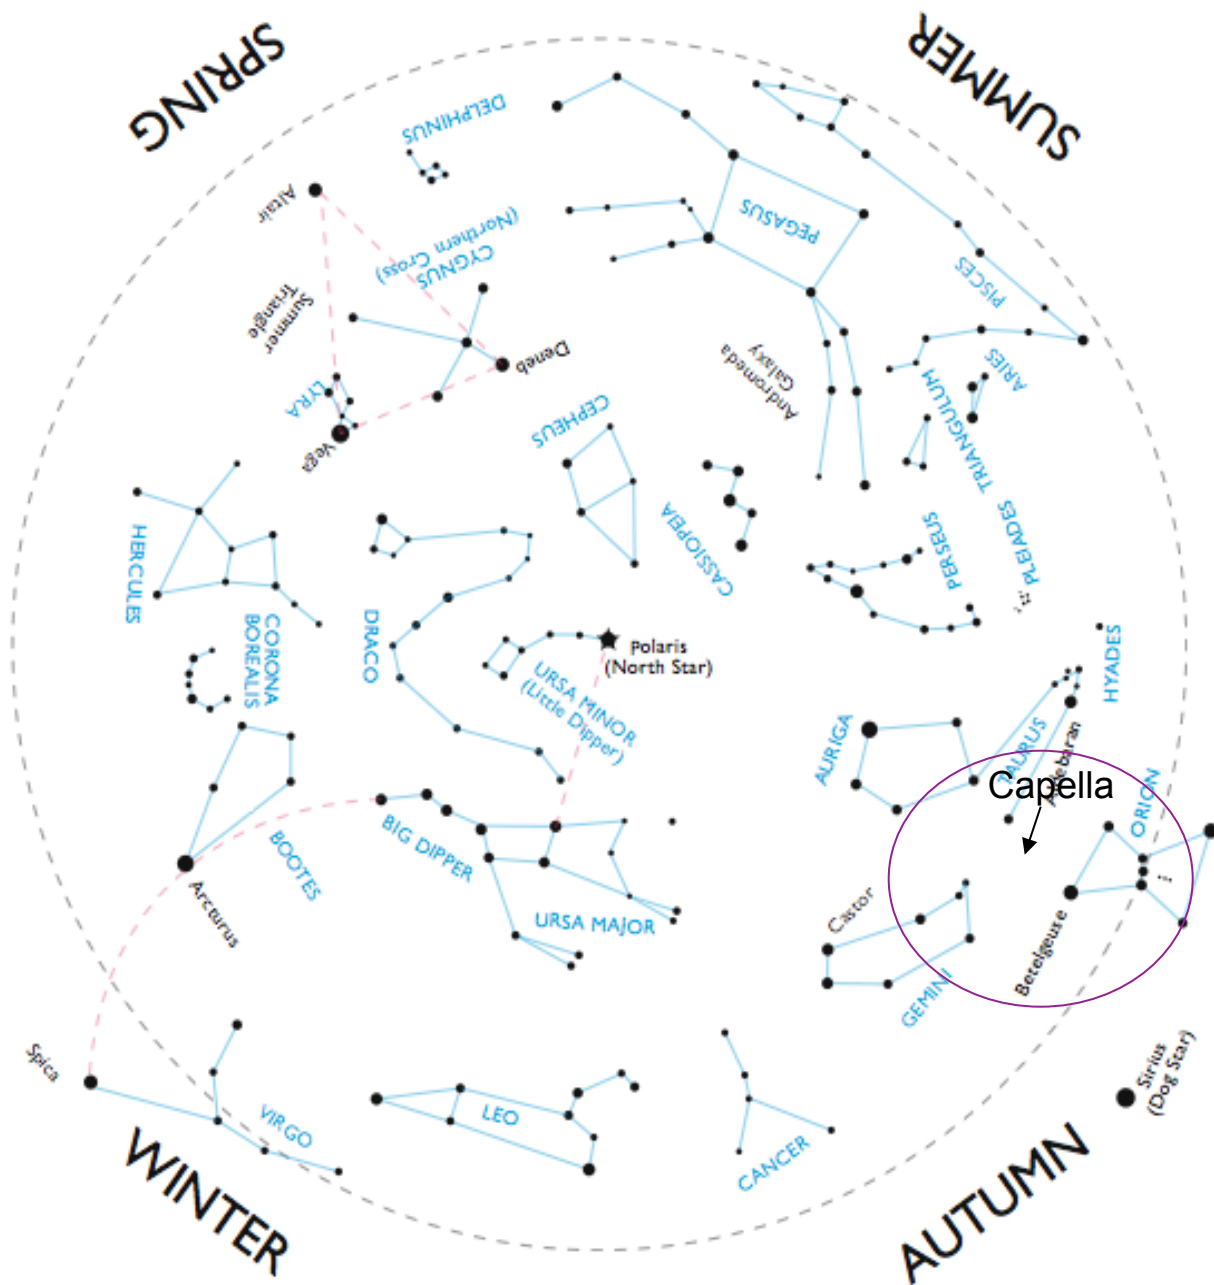 SPRING
SUMMER
DELPHINUS
Altair
CYGNUS
(Northern Cross)
PEGASUS
PISCES
Summer
Triangle
Deneb
Andromeda
Galaxy
ARIES
LYRA
Vega
CEPHEUS
TRIANGULUM
CASSIOPEIA
PERSEUS
PLEIADES
HERCULES
CORONA
BOREALIS
DRACO
Polaris
(North Star)
URSA MINOR
(Little Dipper)
HYADES
AURIGA
TAURUS
Aldebaran
Capella
ORION
BIG DIPPER
BOOTES
Arcturus
URSA MAJOR
Castor
Betelgeuse
GEMINI
Spica
VIRGO
LEO
CANCER
Sirius
(Dog Star)
WINTER
AUTUMN